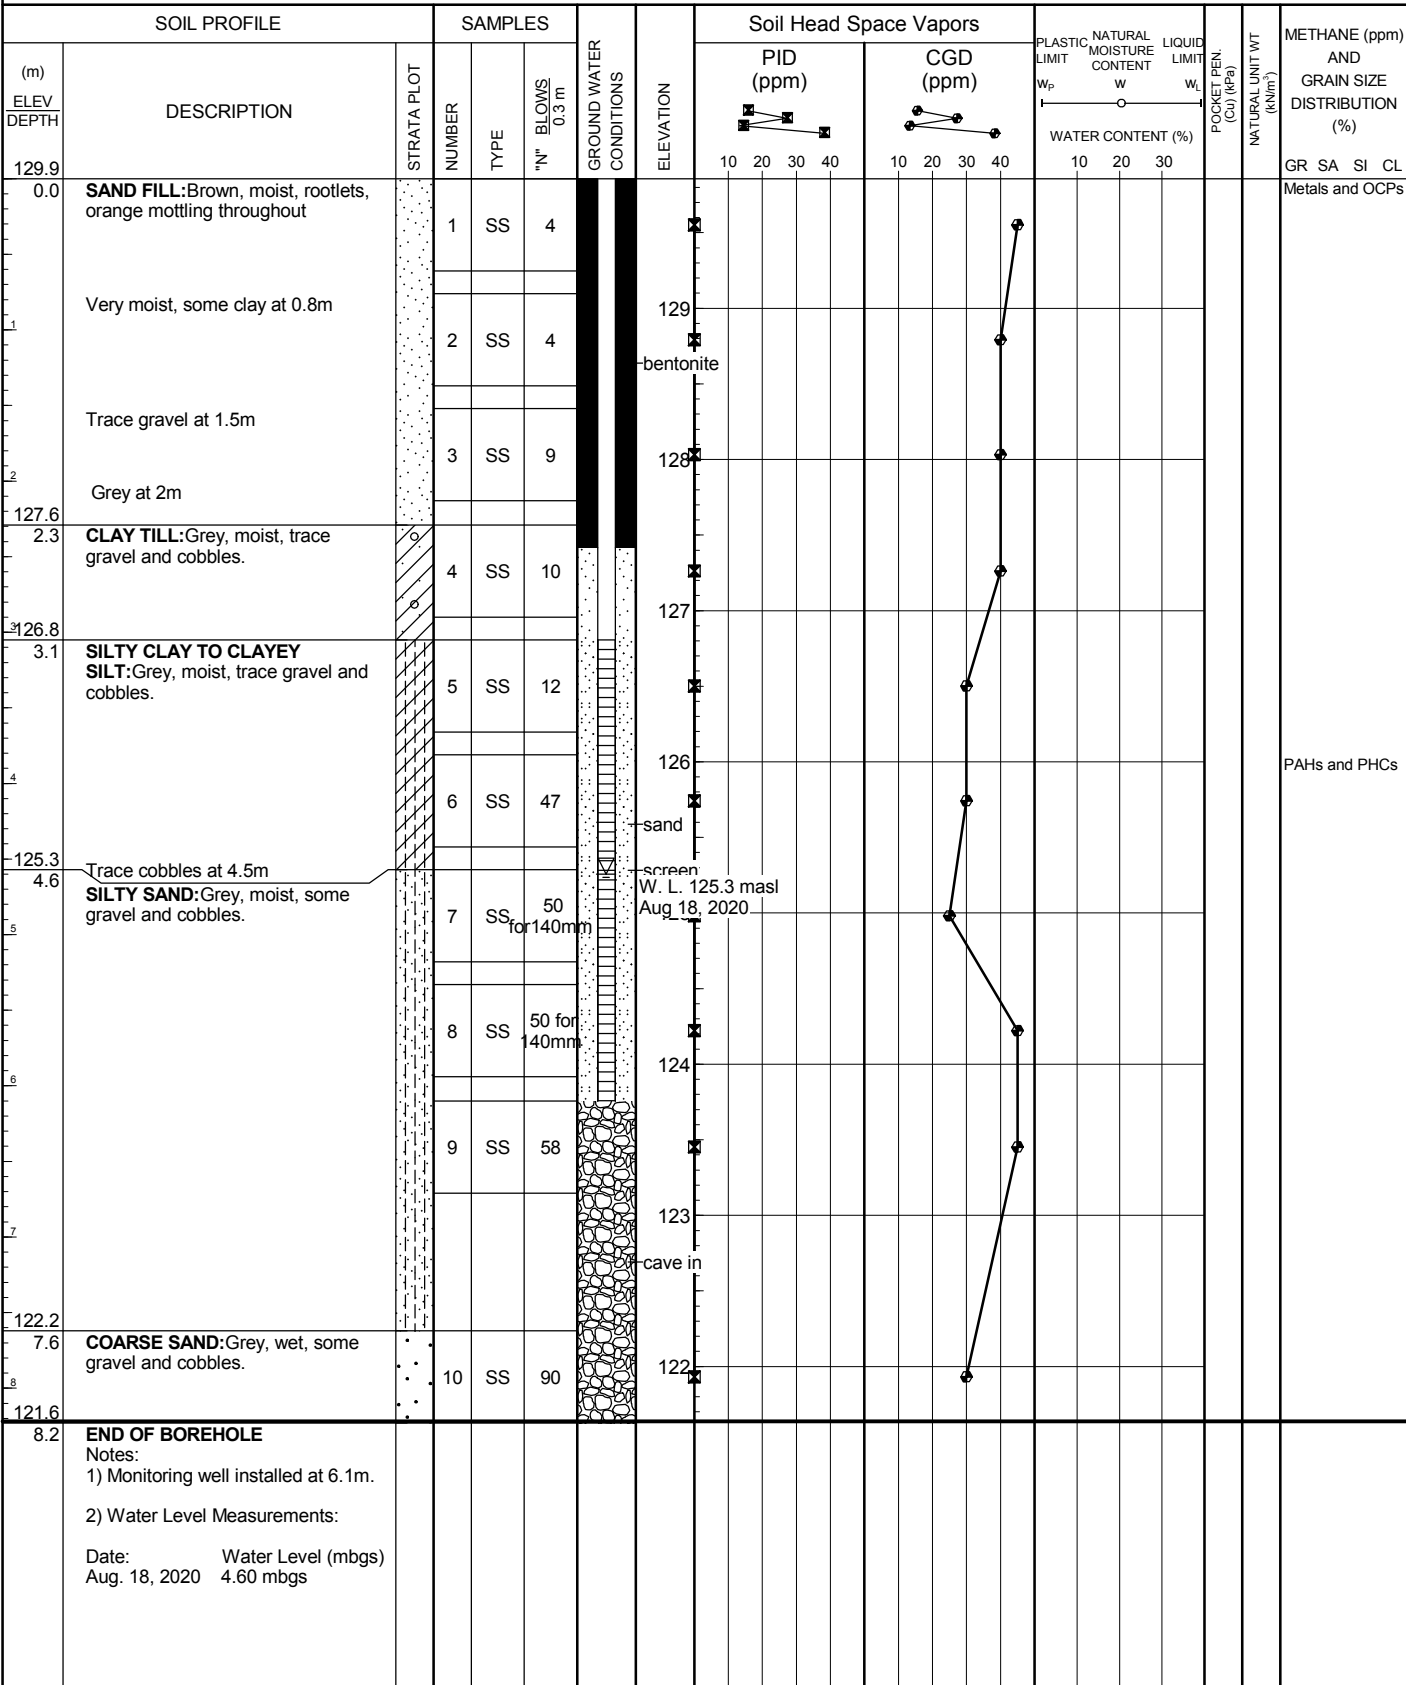 SOIL PROFILE
SAMPLES
GROUND WATER
CONDITIONS
ELEVATION
Soil Head Space Vapors
PID
(ppm)
CGD
(ppm)
PLASTIC
LIMIT
NATURAL
MOISTURE
CONTENT
LIQUID
LIMIT
WP
W
WL
WATER CONTENT (%)
POCKET PEN.
(Cu) (kPa)
NATURAL UNIT WT
(kN/m³)
METHANE (ppm)
AND
GRAIN SIZE
DISTRIBUTION
(%)
GR SA SI CL
(m)
ELEV
DEPTH
DESCRIPTION
STRATA PLOT
NUMBER
TYPE
"N" BLOWS
0.3 m
10 20 30 40
10 20 30 40
10 20 30
129.9
0.0
SAND FILL:Brown, moist, rootlets,
orange mottling throughout
1 SS 4
Metals and OCPs
Very moist, some clay at 0.8m
129
1
2 SS 4
bentonite
Trace gravel at 1.5m
3 SS 9
128
2
Grey at 2m
127.6
2.3
CLAY TILL:Grey, moist, trace
gravel and cobbles.
4 SS 10
127
3
126.8
3.1
SILTY CLAY TO CLAYEY
SILT:Grey, moist, trace gravel and
cobbles.
5 SS 12
126
PAHs and PHCs
4
6 SS 47
sand
125.3
4.6
Trace cobbles at 4.5m
screen
W. L. 125.3 masl
Aug 18, 2020
SILTY SAND:Grey, moist, some
gravel and cobbles.
7 SS 50
for140mm
5
8 SS 50 for
140mm
124
6
9 SS 58
123
7
cave in
122.2
7.6
COARSE SAND:Grey, wet, some
gravel and cobbles.
10 SS 90
122
8
121.6
8.2
END OF BOREHOLE
Notes:
1) Monitoring well installed at 6.1m.
2) Water Level Measurements:
Date: Water Level (mbgs)
Aug. 18, 2020 4.60 mbgs